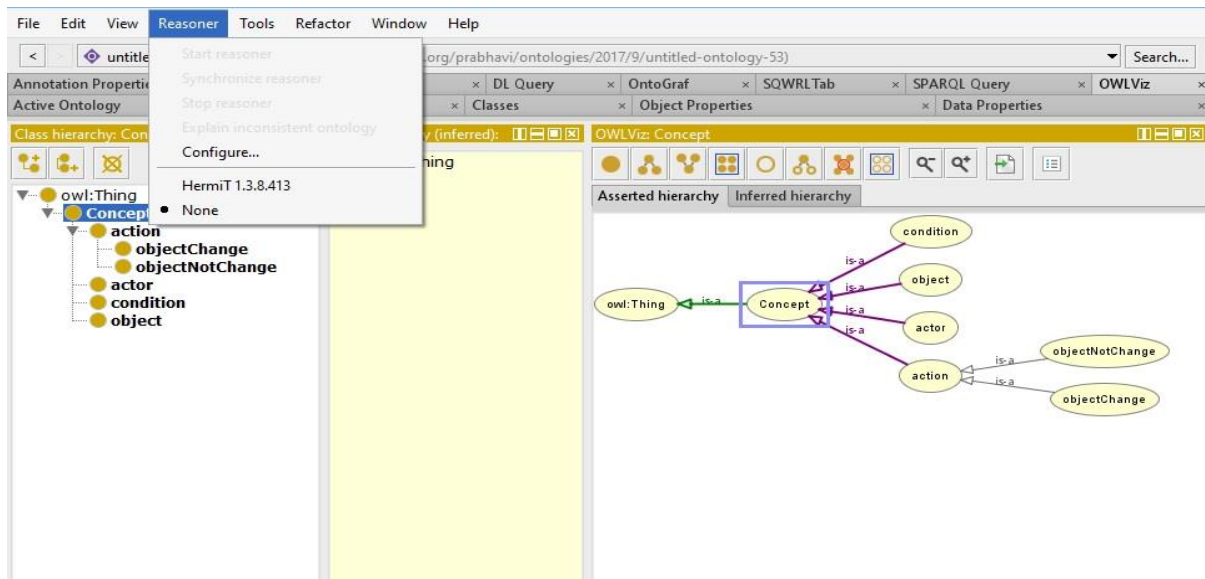 File Edit View Reasoner Tools Refactor Window Help
< > untitle .org/prabhavi/ontologies/2017/9/untitled-ontology-53) Search...
Start reasoner
Synchronize reasoner
Stop reasoner
Explain inconsistent ontology
Configure...
HermiT 1.3.8.413
None
Annotation Propertie × DL Query × OntoGraf × SQWRLTab × SPARQL Query × OWLViz ×
Active Ontology × Classes × Object Properties × Data Properties ×
Class hierarchy: Con
owl:Thing
Concept
action
objectChange
objectNotChange
actor
condition
object
y (inferred):
hing
OWLViz: Concept
Asserted hierarchy Inferred hierarchy
condition
is-a
object
is-a
owl:Thing is-a Concept
is-a
actor
is-a
objectNotChange
is-a
action
is-a
objectChange